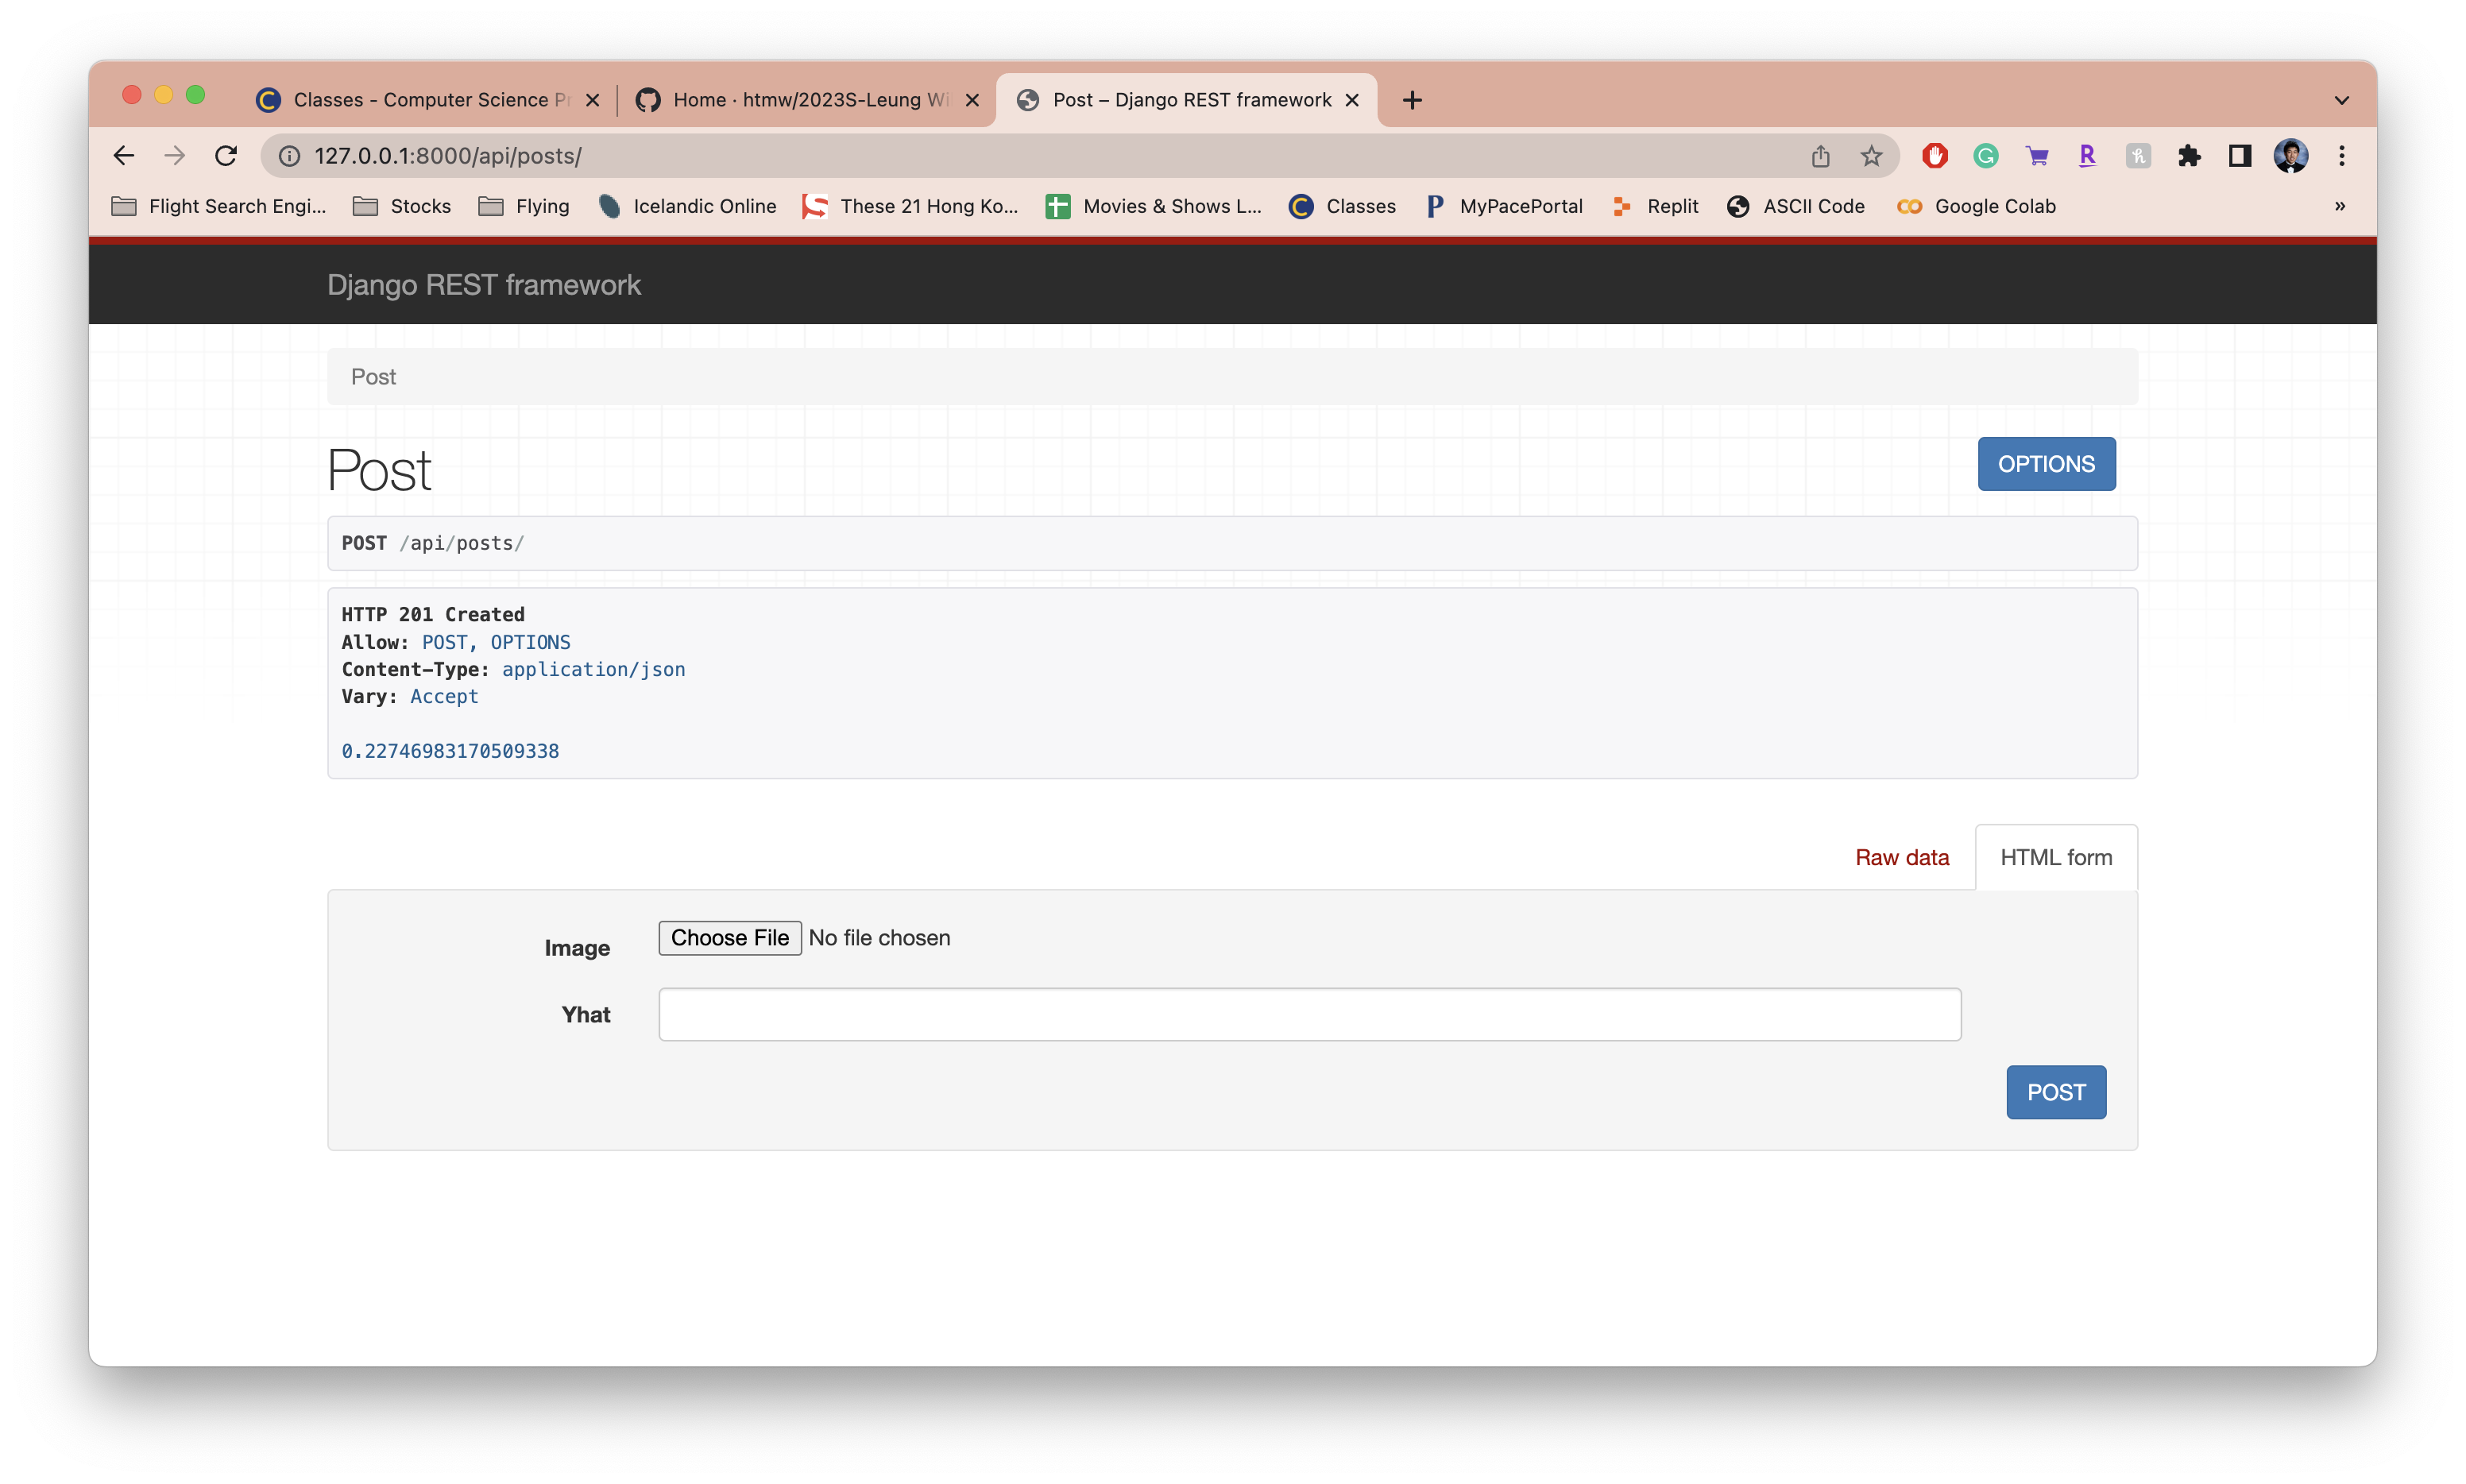 Classes - Computer Science Pr
Home · htmw/2023S-Leung Wi
Post – Django REST framework
127.0.0.1:8000/api/posts/
Flight Search Engi...
Stocks
Flying
Icelandic Online
These 21 Hong Ko...
Movies & Shows L...
Classes
MyPacePortal
Replit
ASCII Code
Google Colab
»
Django REST framework
Post
Post
OPTIONS
POST /api/posts/
HTTP 201 Created
Allow: POST, OPTIONS
Content-Type: application/json
Vary: Accept
0.22746983170509338
Raw data
HTML form
Image
Choose File No file chosen
Yhat
POST